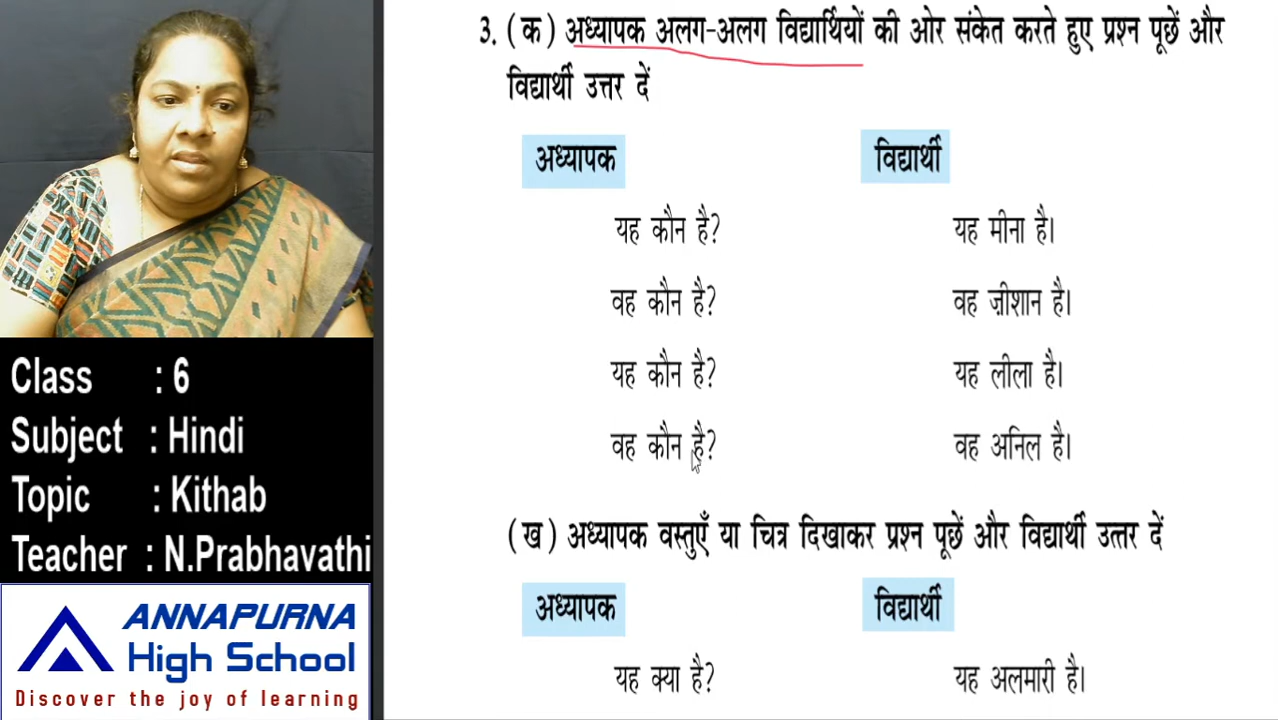 3. (क) अध्यापक अलग-अलग विद्यार्थियों की ओर संकेत करते हुए प्रश्न पूछें और
विद्यार्थी उत्तर दें
अध्यापक विद्यार्थी
यह कौन है? यह मीना है।
वह कौन है? वह ज़ीशान है।
यह कौन है? यह लीला है।
वह कौन है? वह अनिल है।
(ख) अध्यापक वस्तुएँ या चित्र दिखाकर प्रश्न पूछें और विद्यार्थी उत्तर दें
अध्यापक विद्यार्थी
यह क्या है? यह अलमारी है।
Class : 6
Subject : Hindi
Topic : Kithab
Teacher : N.Prabhavathi
ANNAPURNA
High School
Discover the joy of learning